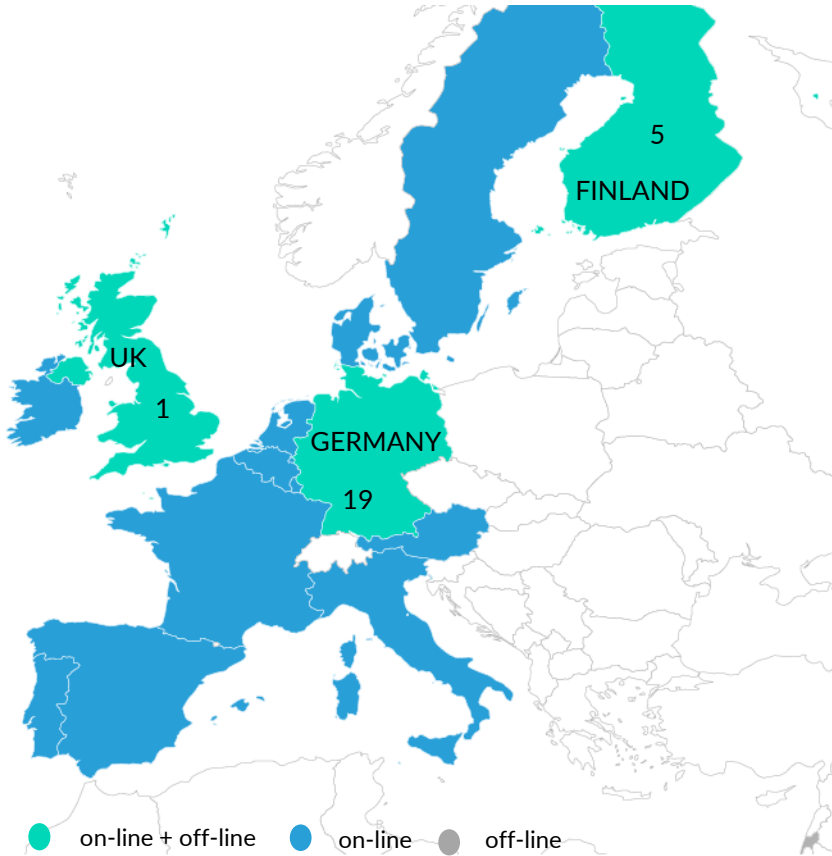 5
FINLAND
UK
1
GERMANY
19
on-line + off-line
on-line
off-line